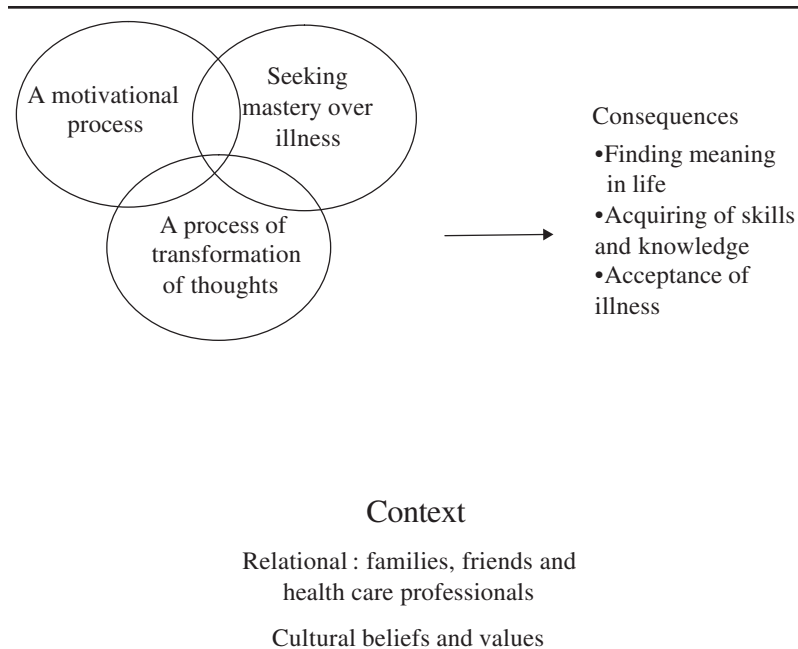 A motivational
process
Seeking
mastery over
illness
A process of
transformation
of thoughts
Consequences
•Finding meaning
in life
•Acquiring of skills
and knowledge
•Acceptance of
illness
Context
Relational : families, friends and
health care professionals
Cultural beliefs and values